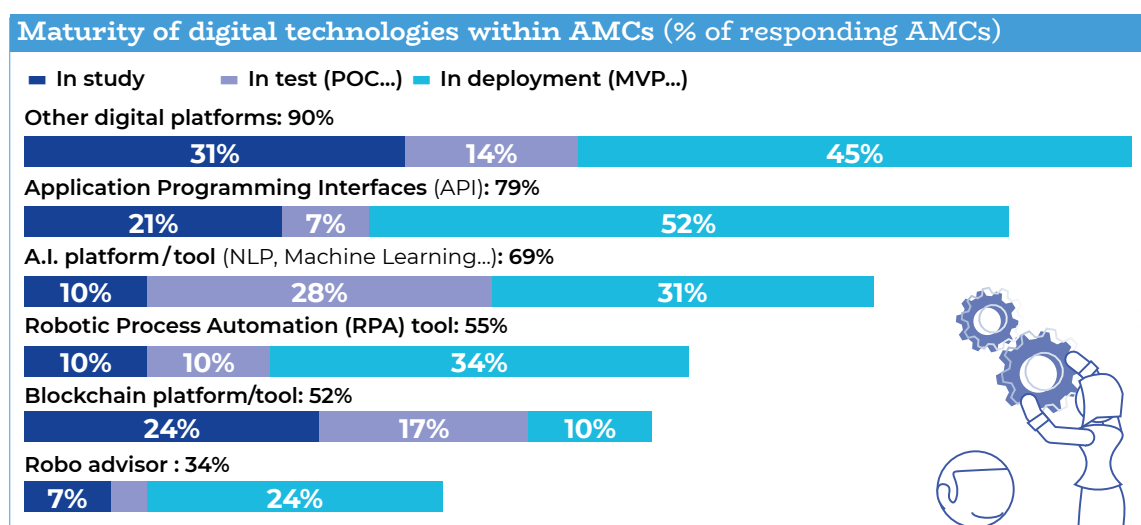 Maturity of digital technologies within AMCs (% of responding AMCs)
In study In test (POC...) In deployment (MVP...)
Other digital platforms: 90%
31% 14% 45%
Application Programming Interfaces (API): 79%
21% 7% 52%
A.I. platform/tool (NLP, Machine Learning...): 69%
10% 28% 31%
Robotic Process Automation (RPA) tool: 55%
10% 10% 34%
Blockchain platform/tool: 52%
24% 17% 10%
Robo advisor : 34%
7% 24%